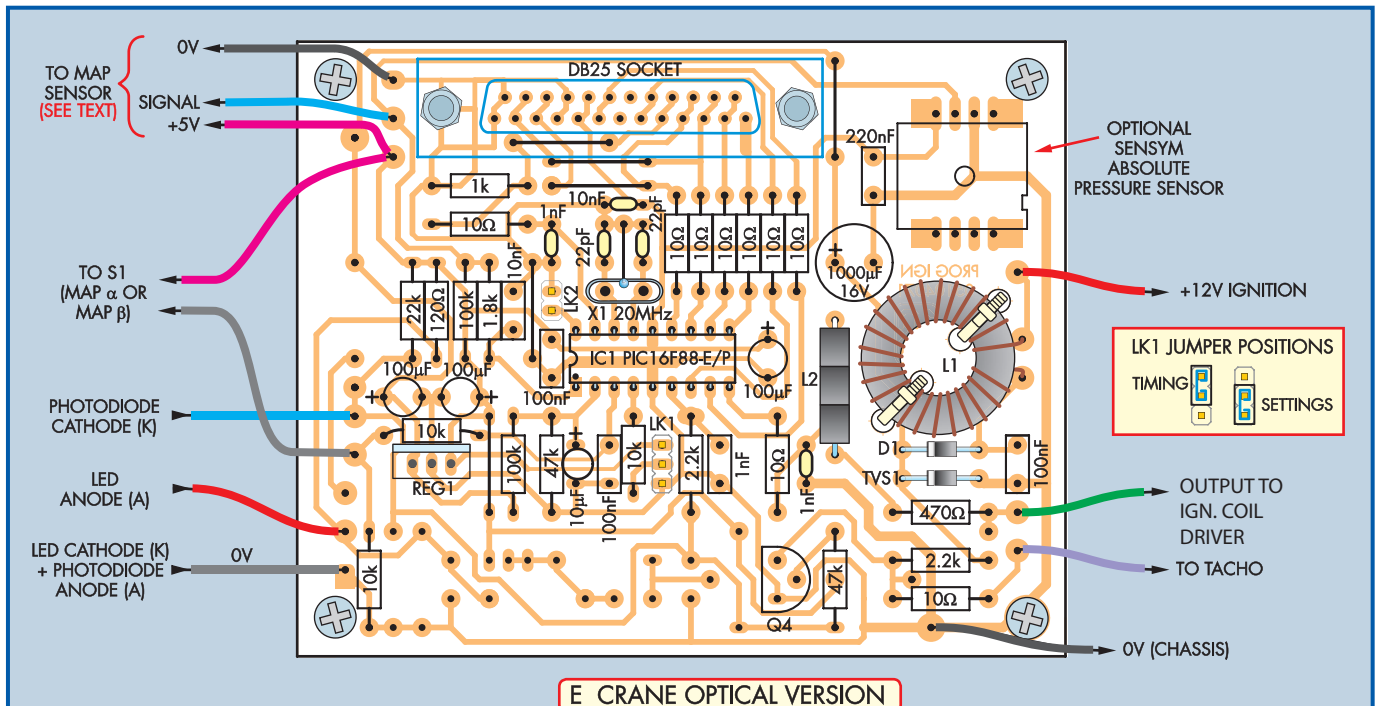 0V
TO MAP
SENSOR
(SEE TEXT)
SIGNAL
+5V
DB25 SOCKET
220nF
OPTIONAL
SENSYM
ABSOLUTE
PRESSURE SENSOR
1k
10Ω
10nF
1nF
22pF
22pF
10Ω
10Ω
10Ω
10Ω
10Ω
10Ω
+
1000µF
16V
PROG IGN
TO S1
(MAP α OR
MAP β)
22k
120Ω
100k
1.8k
10nF
LK2
X1 20MHz
+12V IGNITION
IC1 PIC16F88-E/P
100nF
+
100µF
L2
L1
LK1 JUMPER POSITIONS
TIMING
SETTINGS
100µF
+
100µF
+
PHOTODIODE
CATHODE (K)
10k
REG1
100k
47k
+
10µF
100nF
10k
LK1
2.2k
1nF
10Ω
1nF
D1
TVS1
100nF
LED
ANODE (A)
470Ω
OUTPUT TO
IGN. COIL
DRIVER
LED CATHODE (K)
+ PHOTODIODE
ANODE (A)
0V
10k
Q4
47k
2.2k
10Ω
TO TACHO
0V (CHASSIS)
E CRANE OPTICAL VERSION